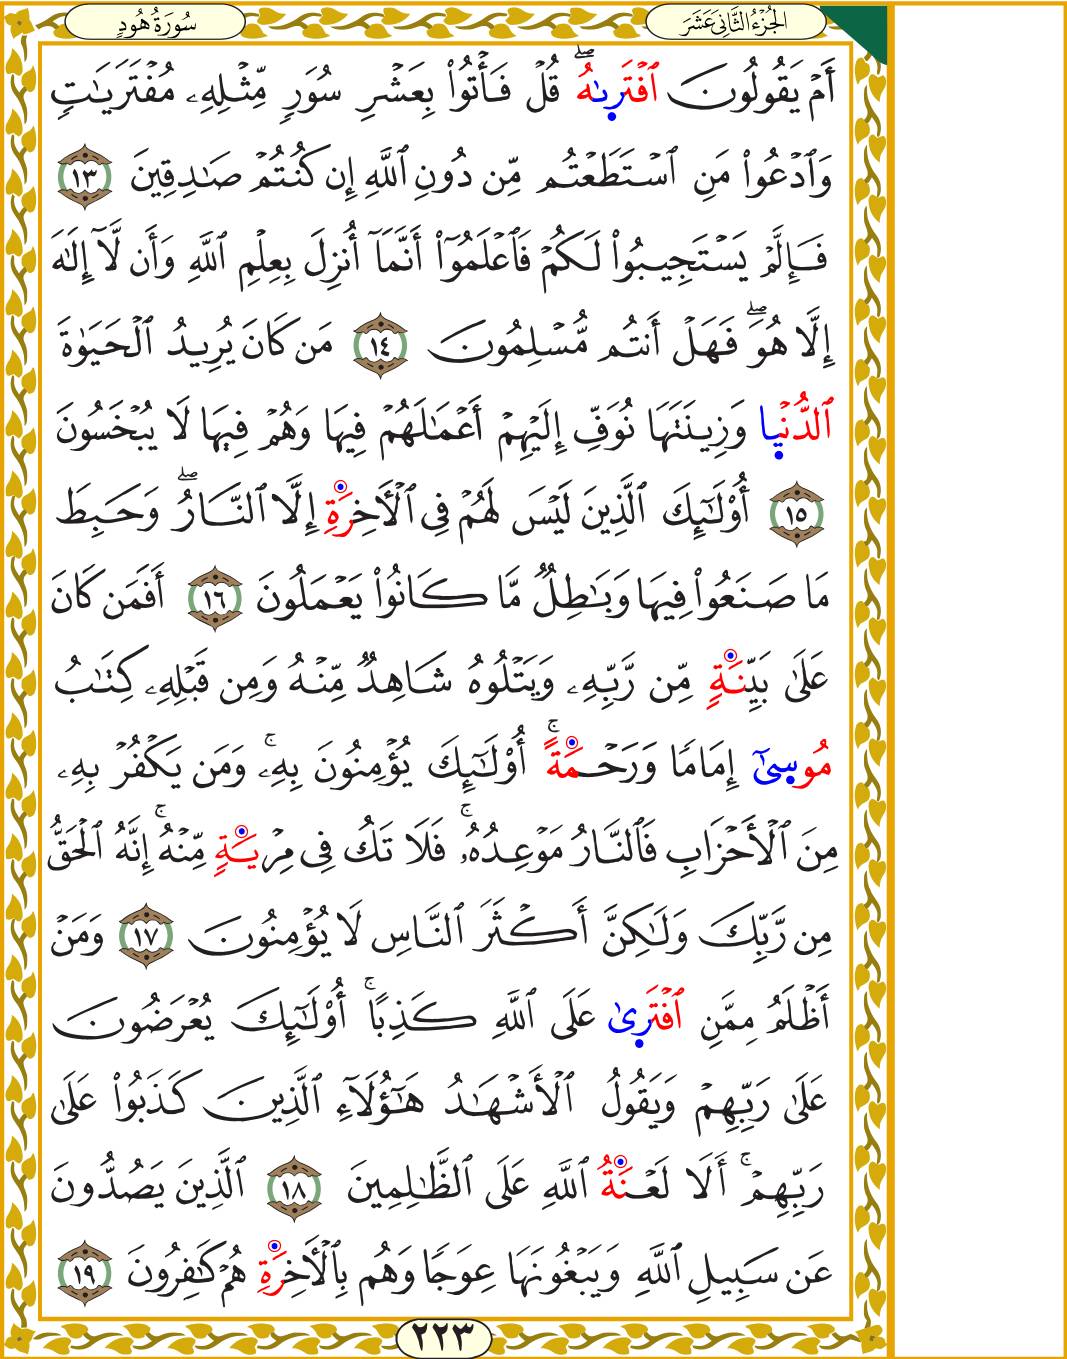 سُورَةُ هُودٍ
الجُزْءُ الثَّانِي عَشَرَ
أَمۡ يَقُولُونَ ٱفۡتَرَىٰهُۖ قُلۡ فَأۡتُواْ بِعَشۡرِ سُوَرٖ مِّثۡلِهِۦ مُفۡتَرَيَٰتٖ
وَٱدۡعُواْ مَنِ ٱسۡتَطَعۡتُم مِّن دُونِ ٱللَّهِ إِن كُنتُمۡ صَٰدِقِينَ ١٣
فَإِلَّمۡ يَسۡتَجِيبُواْ لَكُمۡ فَٱعۡلَمُوٓاْ أَنَّمَآ أُنزِلَ بِعِلۡمِ ٱللَّهِ وَأَن لَّآ إِلَٰهَ
إِلَّا هُوَۖ فَهَلۡ أَنتُم مُّسۡلِمُونَ ١٤ مَن كَانَ يُرِيدُ ٱلۡحَيَوٰةَ
ٱلدُّنۡيَا وَزِينَتَهَا نُوَفِّ إِلَيۡهِمۡ أَعۡمَٰلَهُمۡ فِيهَا وَهُمۡ فِيهَا لَا يُبۡخَسُونَ
١٥ أُوْلَٰٓئِكَ ٱلَّذِينَ لَيۡسَ لَهُمۡ فِي ٱلۡأٓخِرَةِ إِلَّا ٱلنَّارُۖ وَحَبِطَ
مَا صَنَعُواْ فِيهَا وَبَٰطِلٞ مَّا كَانُواْ يَعۡمَلُونَ ١٦ أَفَمَن كَانَ
عَلَىٰ بَيِّنَةٖ مِّن رَّبِّهِۦ وَيَتۡلُوهُ شَاهِدٞ مِّنۡهُ وَمِن قَبۡلِهِۦ كِتَٰبُ
مُوسَىٰٓ إِمَامٗا وَرَحۡمَةًۚ أُوْلَٰٓئِكَ يُؤۡمِنُونَ بِهِۦۚ وَمَن يَكۡفُرۡ بِهِۦ
مِنَ ٱلۡأَحۡزَابِ فَٱلنَّارُ مَوۡعِدُهُۥۚ فَلَا تَكُ فِي مِرۡيَةٖ مِّنۡهُۚ إِنَّهُ ٱلۡحَقُّ
مِن رَّبِّكَ وَلَٰكِنَّ أَكۡثَرَ ٱلنَّاسِ لَا يُؤۡمِنُونَ ١٧ وَمَنۡ
أَظۡلَمُ مِمَّنِ ٱفۡتَرَىٰ عَلَى ٱللَّهِ كَذِبًاۚ أُوْلَٰٓئِكَ يُعۡرَضُونَ
عَلَىٰ رَبِّهِمۡ وَيَقُولُ ٱلۡأَشۡهَٰدُ هَٰٓؤُلَآءِ ٱلَّذِينَ كَذَبُواْ عَلَىٰ
رَبِّهِمۡۚ أَلَا لَعۡنَةُ ٱللَّهِ عَلَى ٱلظَّٰلِمِينَ ١٨ ٱلَّذِينَ يَصُدُّونَ
عَن سَبِيلِ ٱللَّهِ وَيَبۡغُونَهَا عِوَجٗا وَهُم بِٱلۡأٓخِرَةِ هُمۡ كَٰفِرُونَ ١٩
٢٢٣